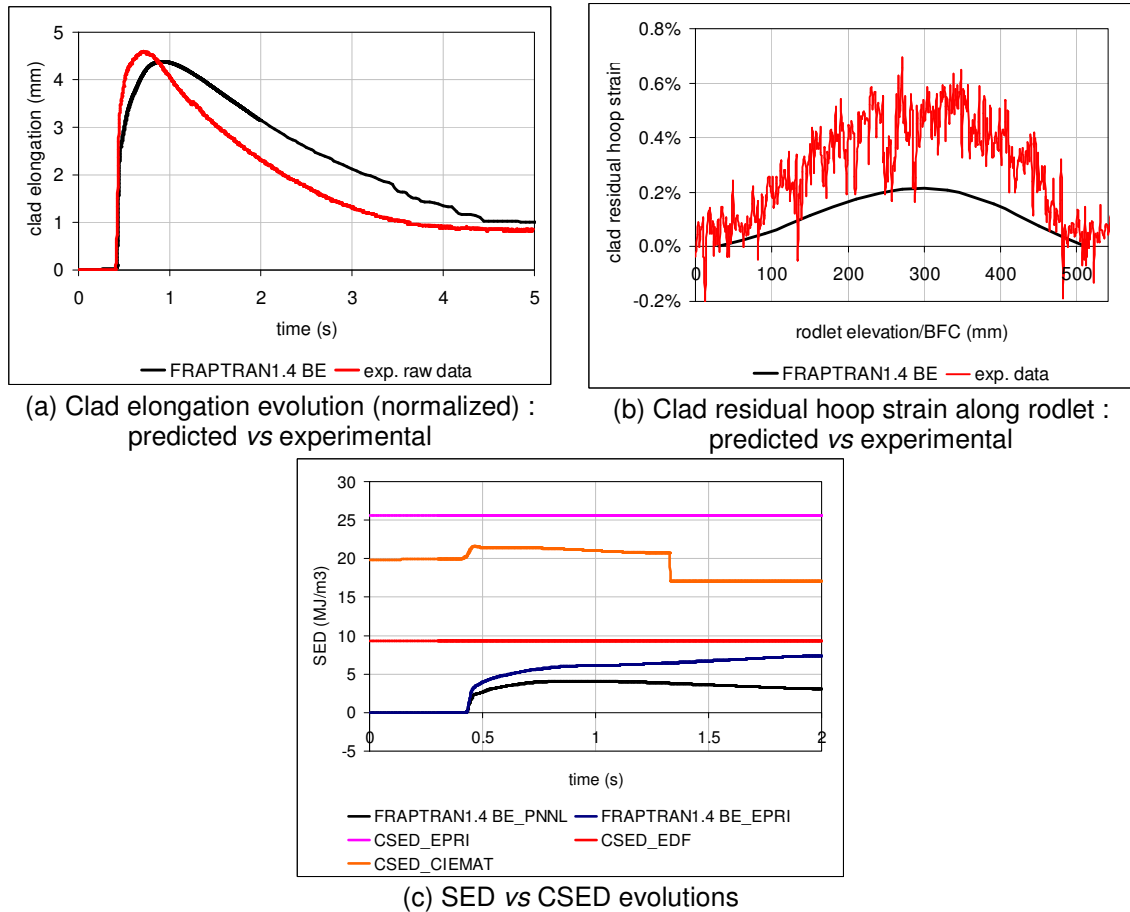 5
4
3
2
1
0
clad elongation (mm)
0 1 2 3 4 5
time (s)
FRAPTRAN1.4 BE exp. raw data
(a) Clad elongation evolution (normalized) :
predicted vs experimental
0.8%
0.6%
0.4%
0.2%
0.0%
-0.2%
clad residual hoop strain
0 100 200 300 400 500
rodlet elevation/BFC (mm)
FRAPTRAN1.4 BE exp. data
(b) Clad residual hoop strain along rodlet :
predicted vs experimental
30
25
20
15
10
5
0
-5
SED (MJ/m3)
0 0.5 1 1.5 2
time (s)
FRAPTRAN1.4 BE_PNNL FRAPTRAN1.4 BE_EPRI
CSED_EPRI CSED_EDF
CSED_CIEMAT
(c) SED vs CSED evolutions